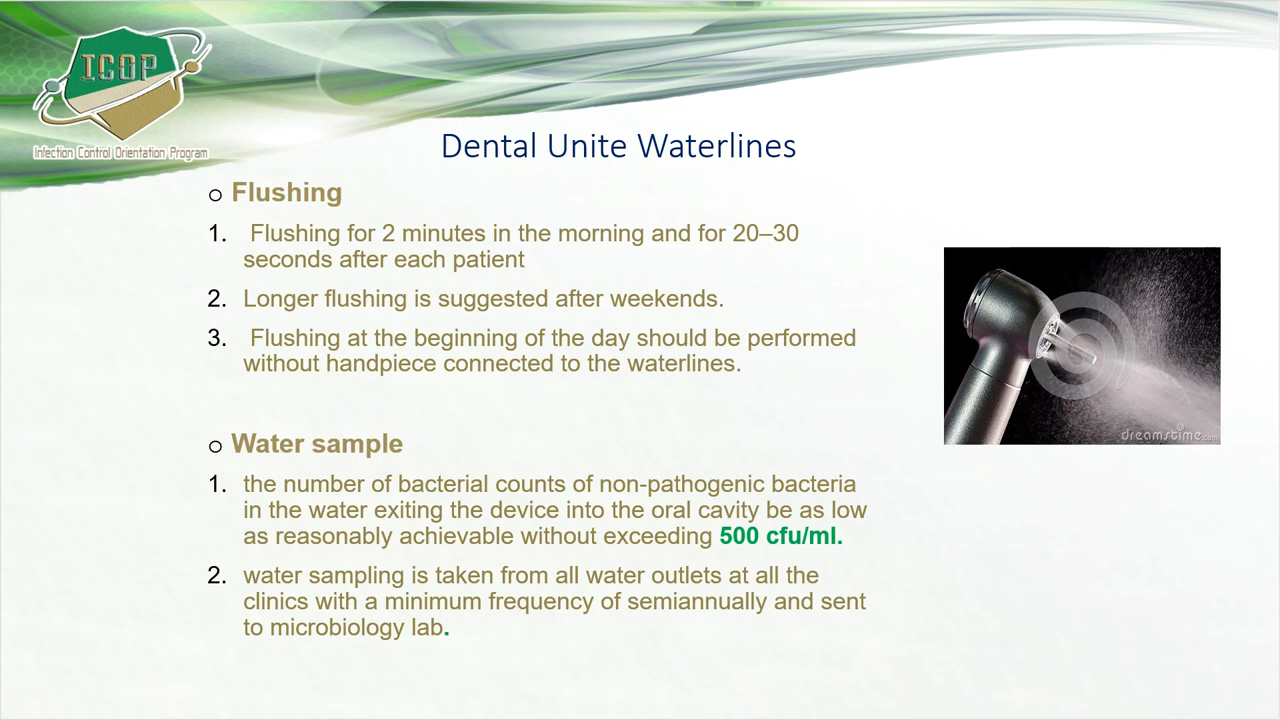 ICOP
Infection Control Orientation Program
Dental Unite Waterlines
o Flushing
1. Flushing for 2 minutes in the morning and for 20–30
seconds after each patient
2. Longer flushing is suggested after weekends.
3. Flushing at the beginning of the day should be performed
without handpiece connected to the waterlines.
dreamstime.com
o Water sample
1. the number of bacterial counts of non-pathogenic bacteria
in the water exiting the device into the oral cavity be as low
as reasonably achievable without exceeding 500 cfu/ml.
2. water sampling is taken from all water outlets at all the
clinics with a minimum frequency of semiannually and sent
to microbiology lab.